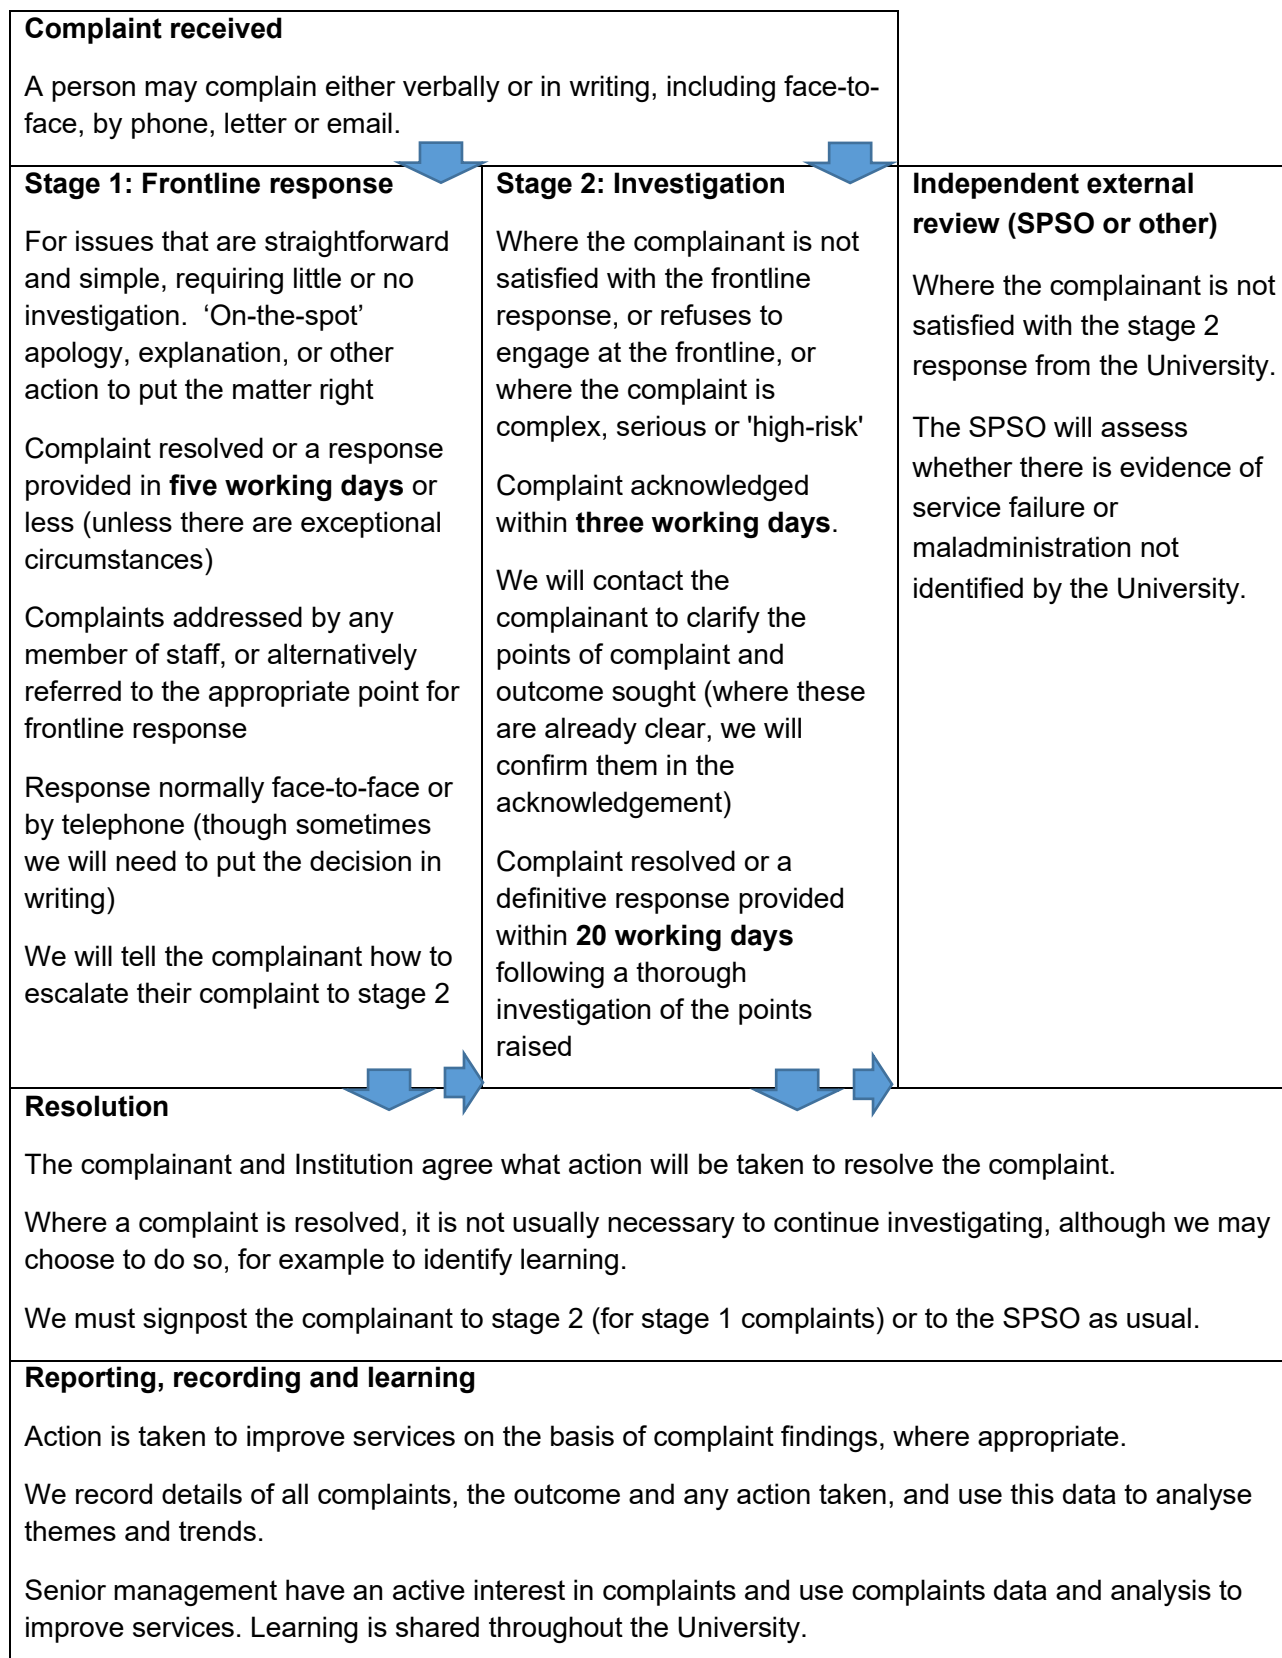 Complaint received
A person may complain either verbally or in writing, including face-to-
face, by phone, letter or email.
Stage 1: Frontline response
For issues that are straightforward
and simple, requiring little or no
investigation.  ‘On-the-spot’
apology, explanation, or other
action to put the matter right
Complaint resolved or a response
provided in five working days or
less (unless there are exceptional
circumstances)
Complaints addressed by any
member of staff, or alternatively
referred to the appropriate point for
frontline response
Response normally face-to-face or
by telephone (though sometimes
we will need to put the decision in
writing)
We will tell the complainant how to
escalate their complaint to stage 2
Stage 2: Investigation
Where the complainant is not
satisfied with the frontline
response, or refuses to
engage at the frontline, or
where the complaint is
complex, serious or 'high-risk'
Complaint acknowledged
within three working days.
We will contact the
complainant to clarify the
points of complaint and
outcome sought (where these
are already clear, we will
confirm them in the
acknowledgement)
Complaint resolved or a
definitive response provided
within 20 working days
following a thorough
investigation of the points
raised
Independent external
review (SPSO or other)
Where the complainant is not
satisfied with the stage 2
response from the University.
The SPSO will assess
whether there is evidence of
service failure or
maladministration not
identified by the University.
Resolution
The complainant and Institution agree what action will be taken to resolve the complaint.
Where a complaint is resolved, it is not usually necessary to continue investigating, although we may
choose to do so, for example to identify learning.
We must signpost the complainant to stage 2 (for stage 1 complaints) or to the SPSO as usual.
Reporting, recording and learning
Action is taken to improve services on the basis of complaint findings, where appropriate.
We record details of all complaints, the outcome and any action taken, and use this data to analyse
themes and trends.
Senior management have an active interest in complaints and use complaints data and analysis to
improve services. Learning is shared throughout the University.